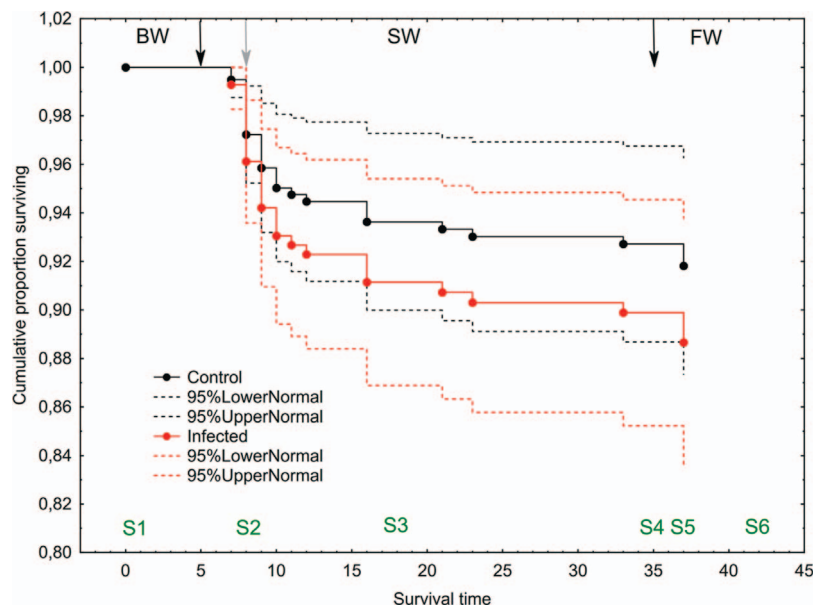 BW SW FW
1,02
1,00
0,98
0,96
0,94
0,92
0,90
0,88
0,86
0,84
0,82
0,80
Cumulative proportion surviving
Control
95%LowerNormal
95%UpperNormal
Infected
95%LowerNormal
95%UpperNormal
S1 S2 S3 S4 S5 S6
0 5 10 15 20 25 30 35 40 45
Survival time